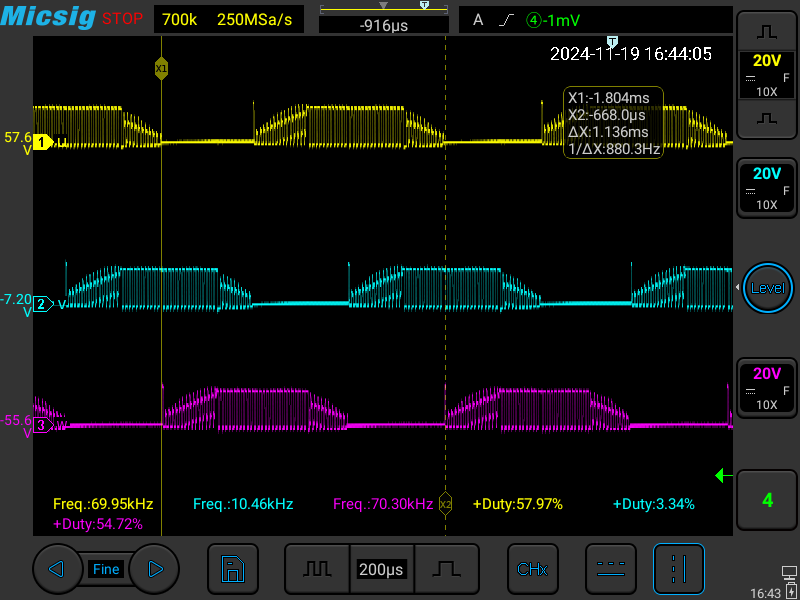 Micsig STOP 700k 250MSa/s -916μs A 4 -1mV
T
T
2024-11-19 16:44:05
X1
X1:-1.804ms
X2:-668.0μs
ΔX:1.136ms
1/ΔX:880.3Hz
57.6
V
1 U
20V
F
10X
-7.20
V
2 V
20V
F
10X
Level
-55.6
V
3 W
20V
F
10X
Freq.:69.95kHz Freq.:10.46kHz Freq.:70.30kHz X2 +Duty:57.97% +Duty:3.34%
+Duty:54.72%
4
Fine 200μs CHx
16:43